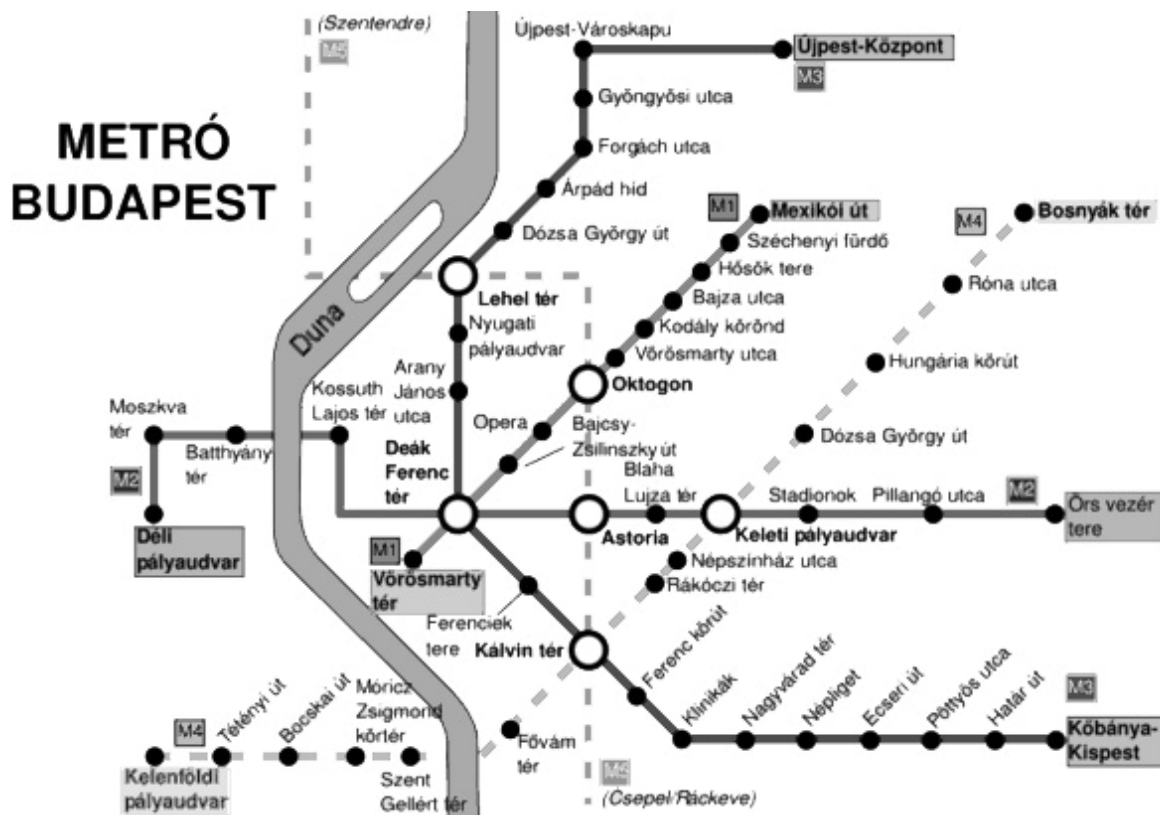 (Szentendre)
M5
Újpest-Városkapu
Újpest-Központ
M3
Gyöngyösi utca
METRÓ
BUDAPEST
Forgách utca
Árpád híd
M1
Mexikói út
M4
Bosnyák tér
Dózsa György út
Széchenyi fürdő
Hősök tere
Róna utca
Lehel tér
Bajza utca
Duna
Nyugati
pályaudvar
Kodály körönd
Vörösmarty utca
Hungária körút
Arany
János
utca
Oktogon
Kossuth
Lajos tér
Moszkva
tér
Opera
Bajcsy-
Zsilinszky út
Dózsa György út
Batthyány
tér
Deák
Ferenc
tér
Blaha
Lujza tér
M2
Stadionok
Pillangó utca
M2
Örs vezér
tere
Déli
pályaudvar
Astoria
Keleti pályaudvar
M1
Vörösmarty
tér
Népszínház utca
Rákóczi tér
Ferenciek
tere
Kálvin tér
Ferenc körút
Klinikák
Nagyvárad tér
Népliget
Ecseri út
Pöttyös utca
Határ út
M3
Kőbánya-
Kispest
M4
Tétényi út
Bocskai út
Móricz
Zsigmond
körtér
Fővám
tér
Kelenföldi
pályaudvar
Szent
Gellért tér
M5
(Csepel/Ráckeve)